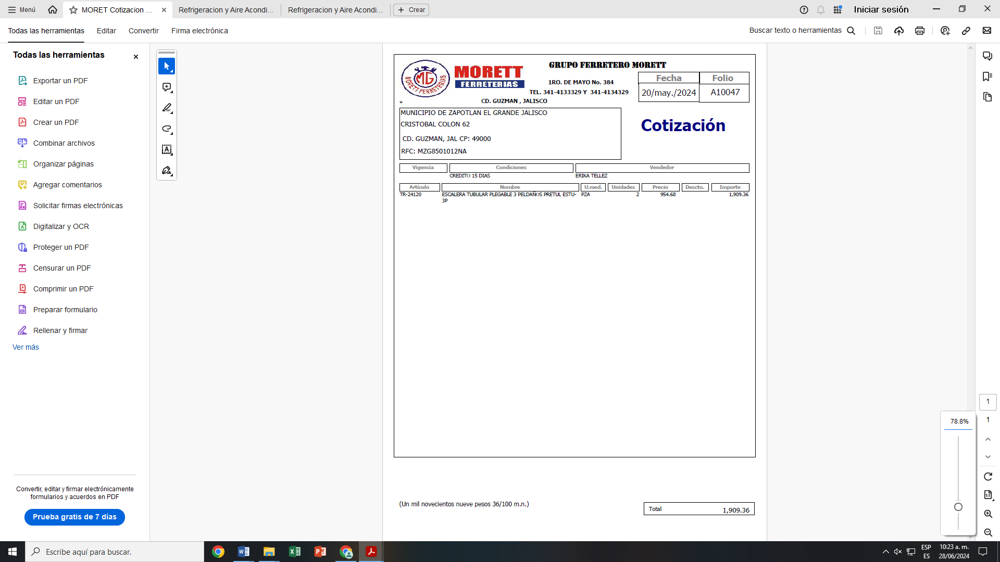 Menú
MORET Cotizacion ...
Refrigeracion y Aire Acondi...
Refrigeracion y Aire Acondi...
Crear
Iniciar sesión
Todas las herramientas
Editar
Convertir
Firma electrónica
Buscar texto o herramientas
Todas las herramientas
Exportar un PDF
Editar un PDF
Crear un PDF
Combinar archivos
Organizar páginas
Agregar comentarios
Solicitar firmas electrónicas
Digitalizar y OCR
Proteger un PDF
Censurar un PDF
Comprimir un PDF
Preparar formulario
Rellenar y firmar
Ver más
Convertir, editar y firmar electrónicamente
formularios y acuerdos en PDF
Prueba gratis de 7 días
MG
MORETT FERRETERIAS
MORETT
FERRETERIAS
GRUPO FERRETERO MORETT
1RO. DE MAYO No. 384
TEL. 341-4133329 Y 341-4134329
CD. GUZMAN , JALISCO
Fecha Folio
20/may./2024 A10047
MUNICIPIO DE ZAPOTLAN EL GRANDE JALISCO
CRISTOBAL COLON 62
CD. GUZMAN, JAL CP: 49000
RFC: MZG8501012NA
Cotización
Vigencia Condiciones Vendedor
CREDITO 15 DIAS ERIKA TELLEZ
Artículo Nombre U.med. Unidades Precio Descto. Importe
TR-24120 ESCALERA TUBULAR PLEGABLE 3 PELDAÑOS PRETUL ESTU- PZA 2 954.68 1,909.36
3P
(Un mil novecientos nueve pesos 36/100 m.n.)
Total 1,909.36
1
1
78.8%
Escribe aquí para buscar.
ESP
ES
10:23 a. m.
28/06/2024